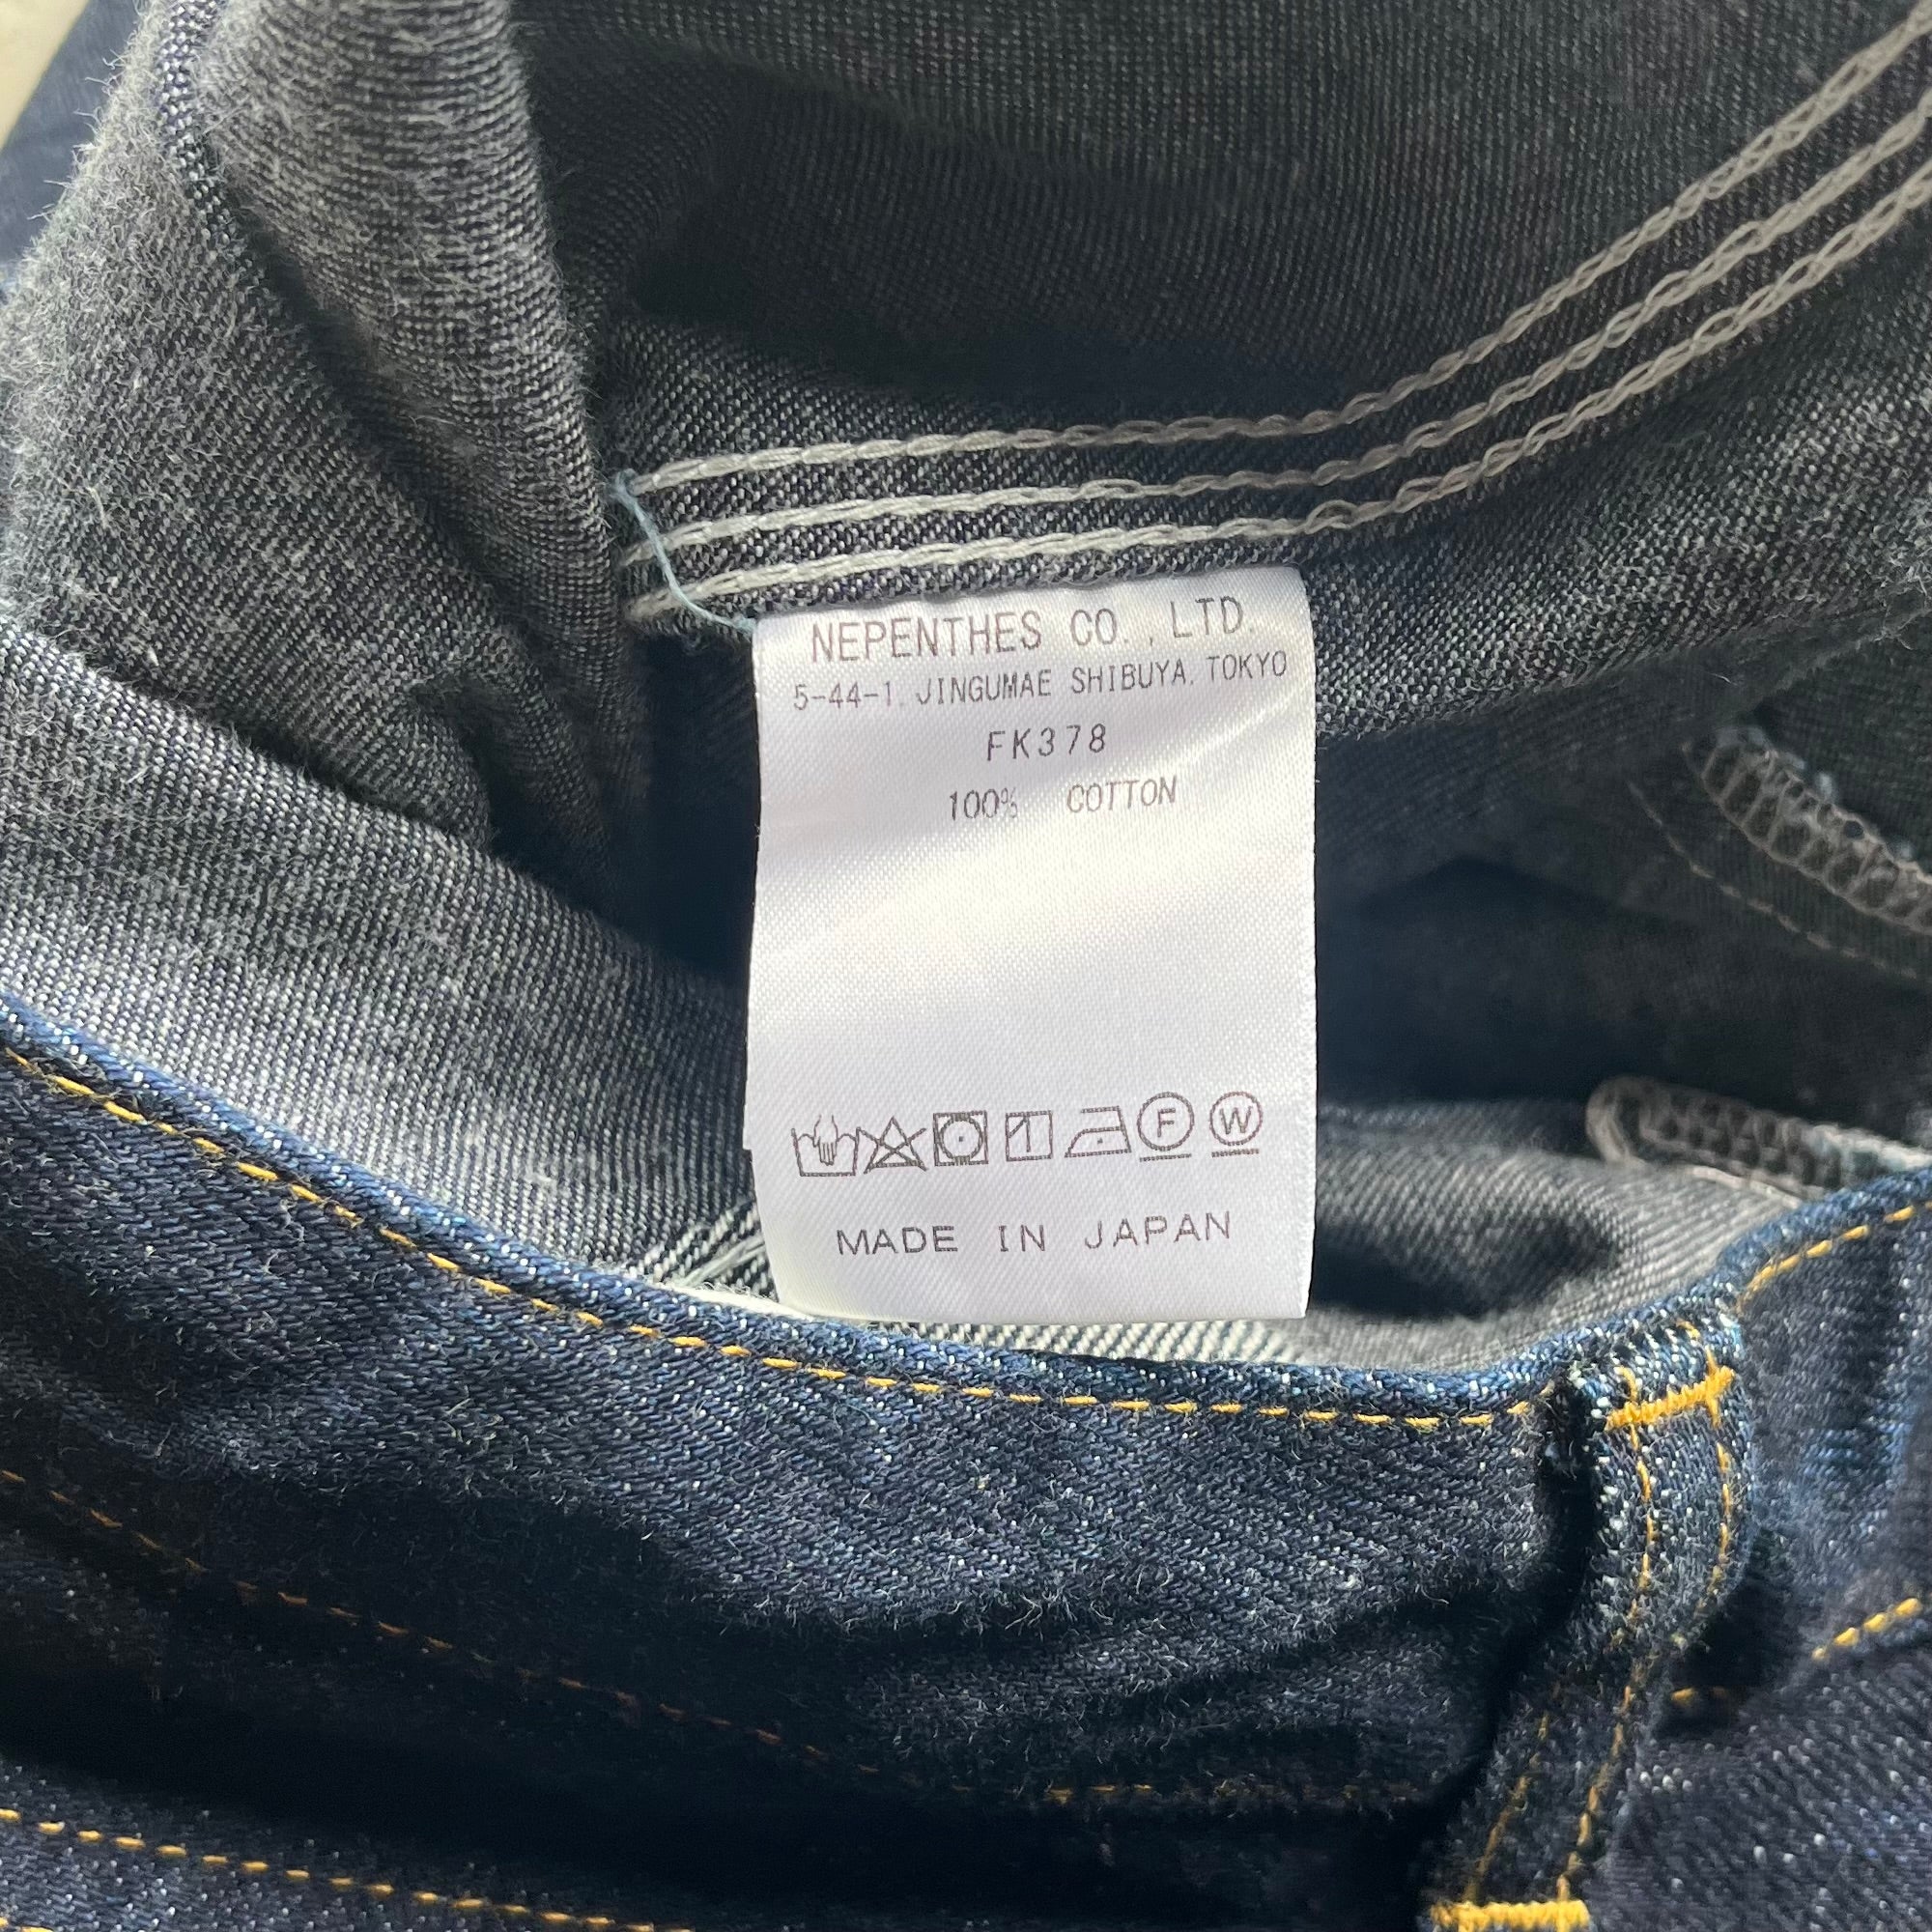 NEPENTHES CO.,LTD.
5-44-1, JINGUMAE SHIBUYA, TOKYO
FK378
100% COTTON
F W
MADE IN JAPAN